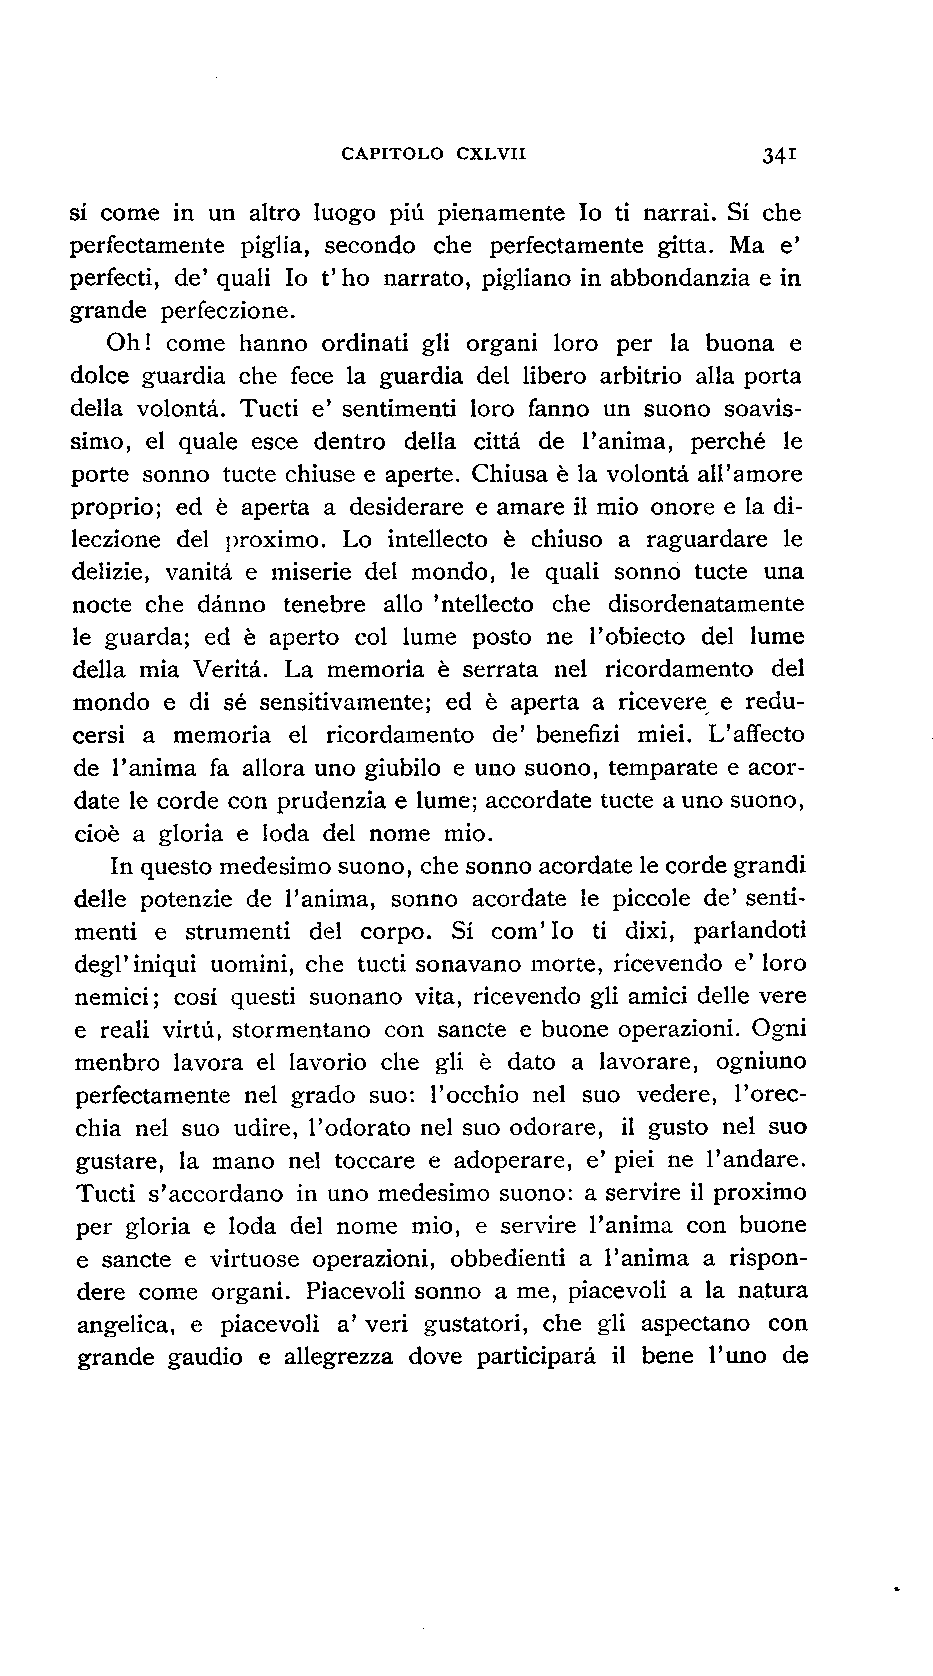 CAPITOLO CXLVII 341
sí come in un altro luogo piú pienamente Io ti narrai. Sí che
perfectamente piglia, secondo che perfectamente gitta. Ma e'
perfecti, de' quali Io t'ho narrato, pigliano in abbondanzia e in
grande perfeczione.
Oh! come hanno ordinati gli organi loro per la buona e
dolce guardia che fece la guardia del libero arbitrio alla porta
della volontá. Tucti e' sentimenti loro fanno un suono soavis-
simo, el quale esce dentro della cittá de l'anima, perché le
porte sonno tucte chiuse e aperte. Chiusa è la volontá all'amore
proprio; ed è aperta a desiderare e amare il mio onore e la di-
leczione del proximo. Lo intellecto è chiuso a raguardare le
delizie, vanitá e miserie del mondo, le quali sonno tucte una
nocte che dánno tenebre allo 'ntellecto che disordenatamente
le guarda; ed è aperto col lume posto ne l'obiecto del lume
della mia Veritá. La memoria è serrata nel ricordamento del
mondo e di sé sensitivamente; ed è aperta a ricevere e redu-
cersi a memoria el ricordamento de' benefizi miei. L'affecto
de l'anima fa allora uno giubilo e uno suono, temparate e acor-
date le corde con prudenzia e lume; accordate tucte a uno suono,
cioè a gloria e loda del nome mio.
In questo medesimo suono, che sonno acordate le corde grandi
delle potenzie de l'anima, sonno acordate le piccole de' senti-
menti e strumenti del corpo. Sí com'Io ti dixi, parlandoti
degl'iniqui uomini, che tucti sonavano morte, ricevendo e' loro
nemici; cosí questi suonano vita, ricevendo gli amici delle vere
e reali virtú, stormentano con sancte e buone operazioni. Ogni
menbro lavora el lavorio che gli è dato a lavorare, ogniuno
perfectamente nel grado suo: l'occhio nel suo vedere, l'orec-
chia nel suo udire, l'odorato nel suo odorare, il gusto nel suo
gustare, la mano nel toccare e adoperare, e' piei ne l'andare.
Tucti s'accordano in uno medesimo suono: a servire il proximo
per gloria e loda del nome mio, e servire l'anima con buone
e sancte e virtuose operazioni, obbedienti a l'anima a rispon-
dere come organi. Piacevoli sonno a me, piacevoli a la natura
angelica, e piacevoli a' veri gustatori, che gli aspectano con
grande gaudio e allegrezza dove participará il bene l'uno de